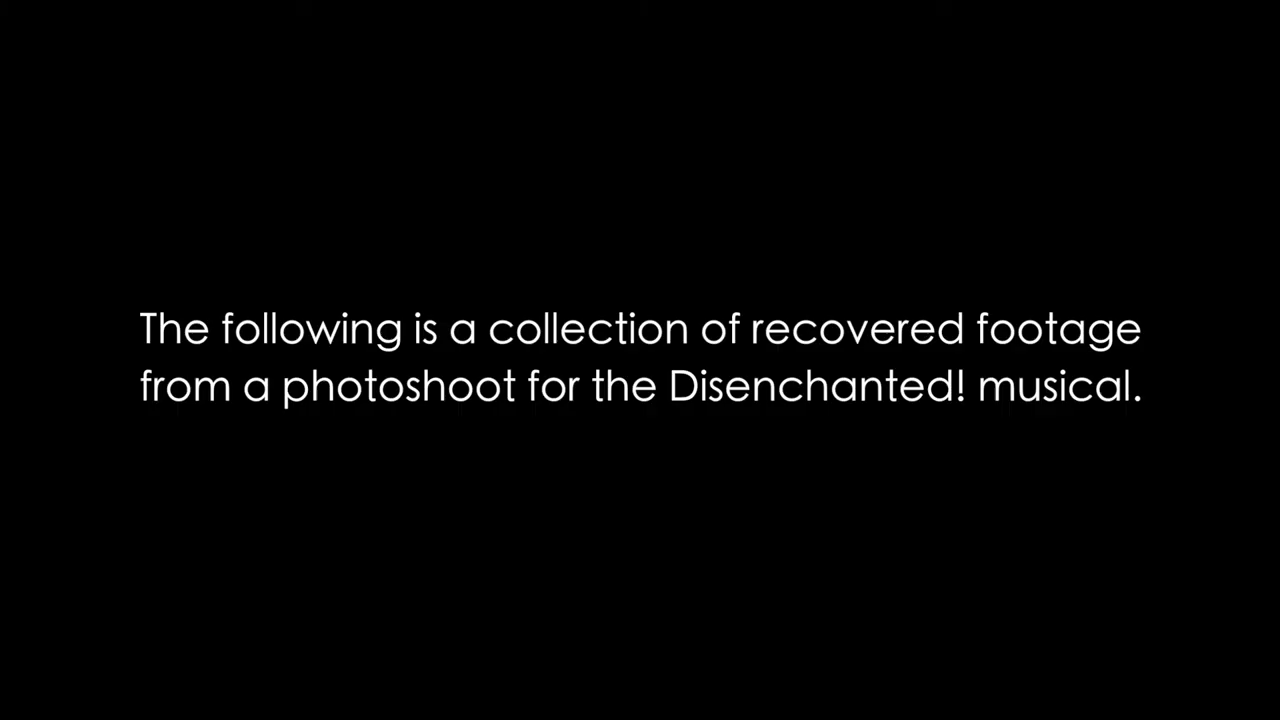 The following is a collection of recovered footage
from a photoshoot for the Disenchanted! musical.